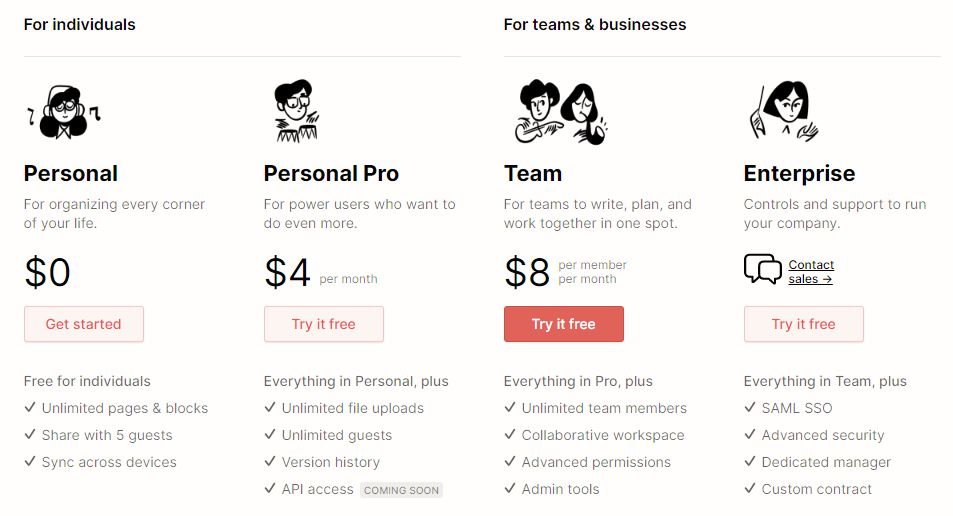 For individuals
For teams & businesses
Personal
For organizing every corner
of your life.
$0
Get started
Free for individuals
Unlimited pages & blocks
Share with 5 guests
Sync across devices
Personal Pro
For power users who want to
do even more.
$4 per month
Try it free
Everything in Personal, plus
Unlimited file uploads
Unlimited guests
Version history
API access COMING SOON
Team
For teams to write, plan, and
work together in one spot.
$8 per member
per month
Try it free
Everything in Pro, plus
Unlimited team members
Collaborative workspace
Advanced permissions
Admin tools
Enterprise
Controls and support to run
your company.
Contact
sales →
Try it free
Everything in Team, plus
SAML SSO
Advanced security
Dedicated manager
Custom contract